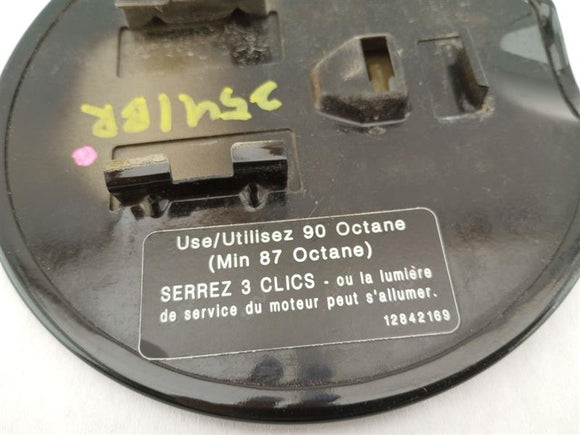 2541BR
Use/Utilisez 90 Octane
(Min 87 Octane)
SERREZ 3 CLICS - ou la lumière
de service du moteur peut s'allumer.
12842169